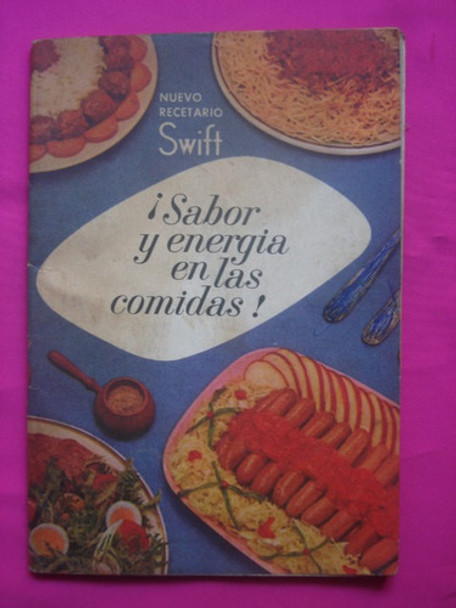 NUEVO
RECETARIO
Swift
¡Sabor
y energia
en las
comidas!